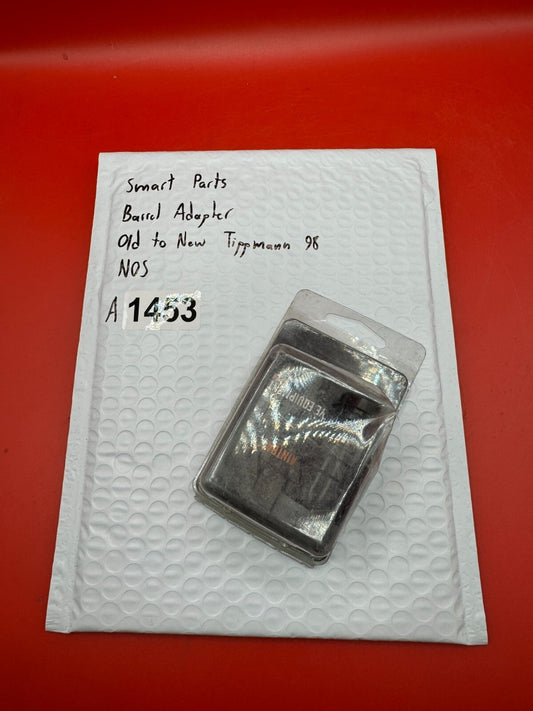 Smart Parts
Barrel Adapter
Old to New Tippmann 98
NOS
A 1453